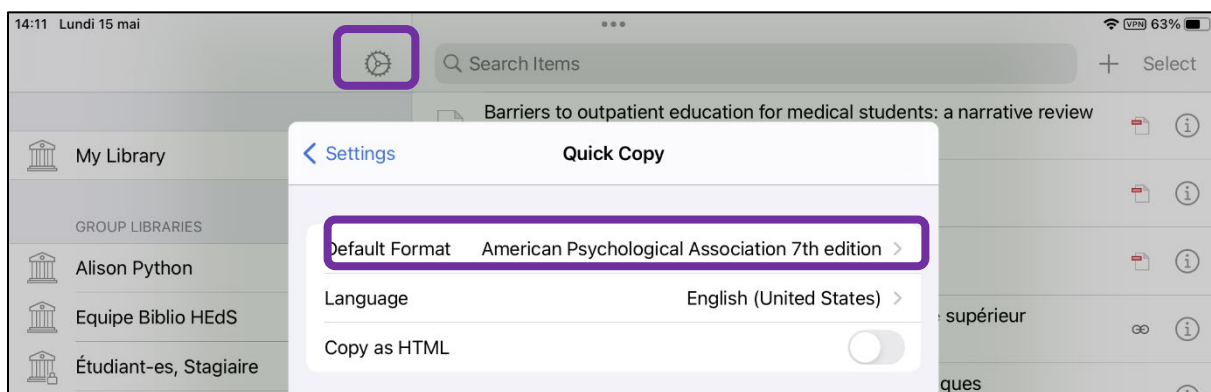 14:11 Lundi 15 mai
VPN 63%
Search Items
Select
Barriers to outpatient education for medical students: a narrative review
My Library
Settings
Quick Copy
GROUP LIBRARIES
Default Format American Psychological Association 7th edition
Alison Python
Language English (United States)
Equipe Biblio HEdS
supérieur
Copy as HTML
Étudiant-es, Stagiaire
ques